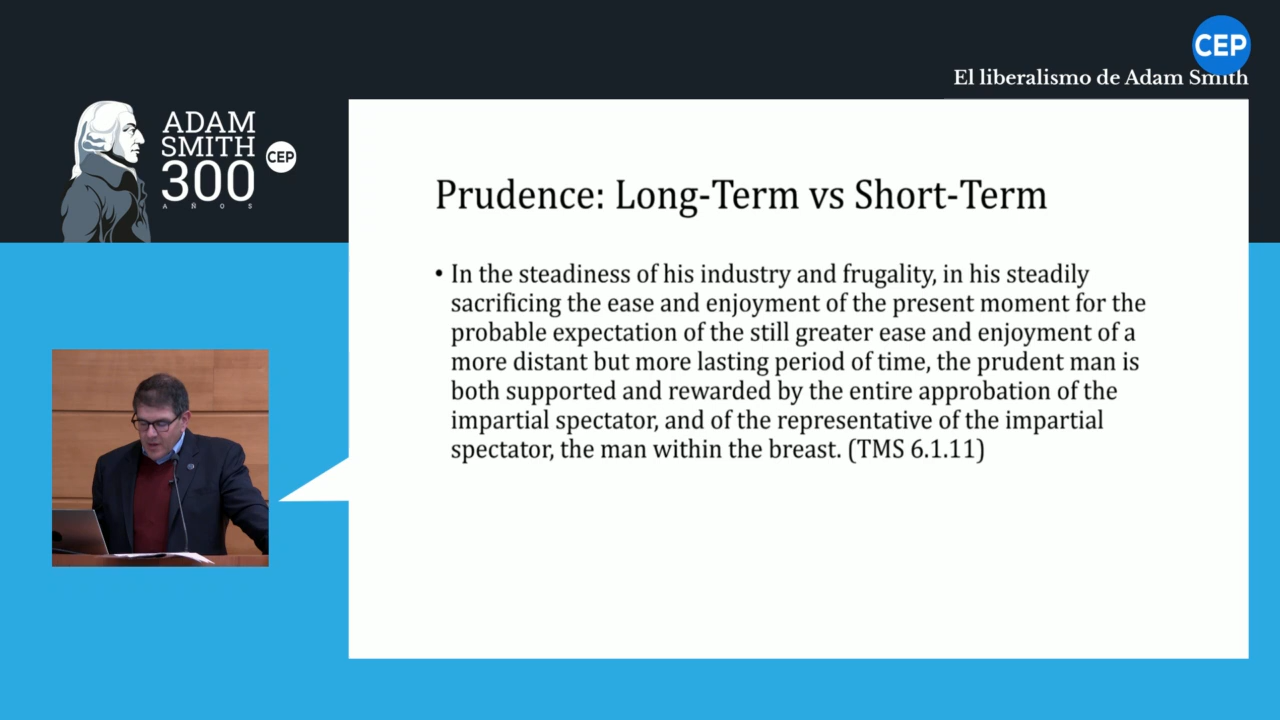 CEP
El liberalismo de Adam Smith
ADAM
SMITH
300
AÑOS
CEP
Prudence: Long-Term vs Short-Term
• In the steadiness of his industry and frugality, in his steadily
sacrificing the ease and enjoyment of the present moment for the
probable expectation of the still greater ease and enjoyment of a
more distant but more lasting period of time, the prudent man is
both supported and rewarded by the entire approbation of the
impartial spectator, and of the representative of the impartial
spectator, the man within the breast. (TMS 6.1.11)